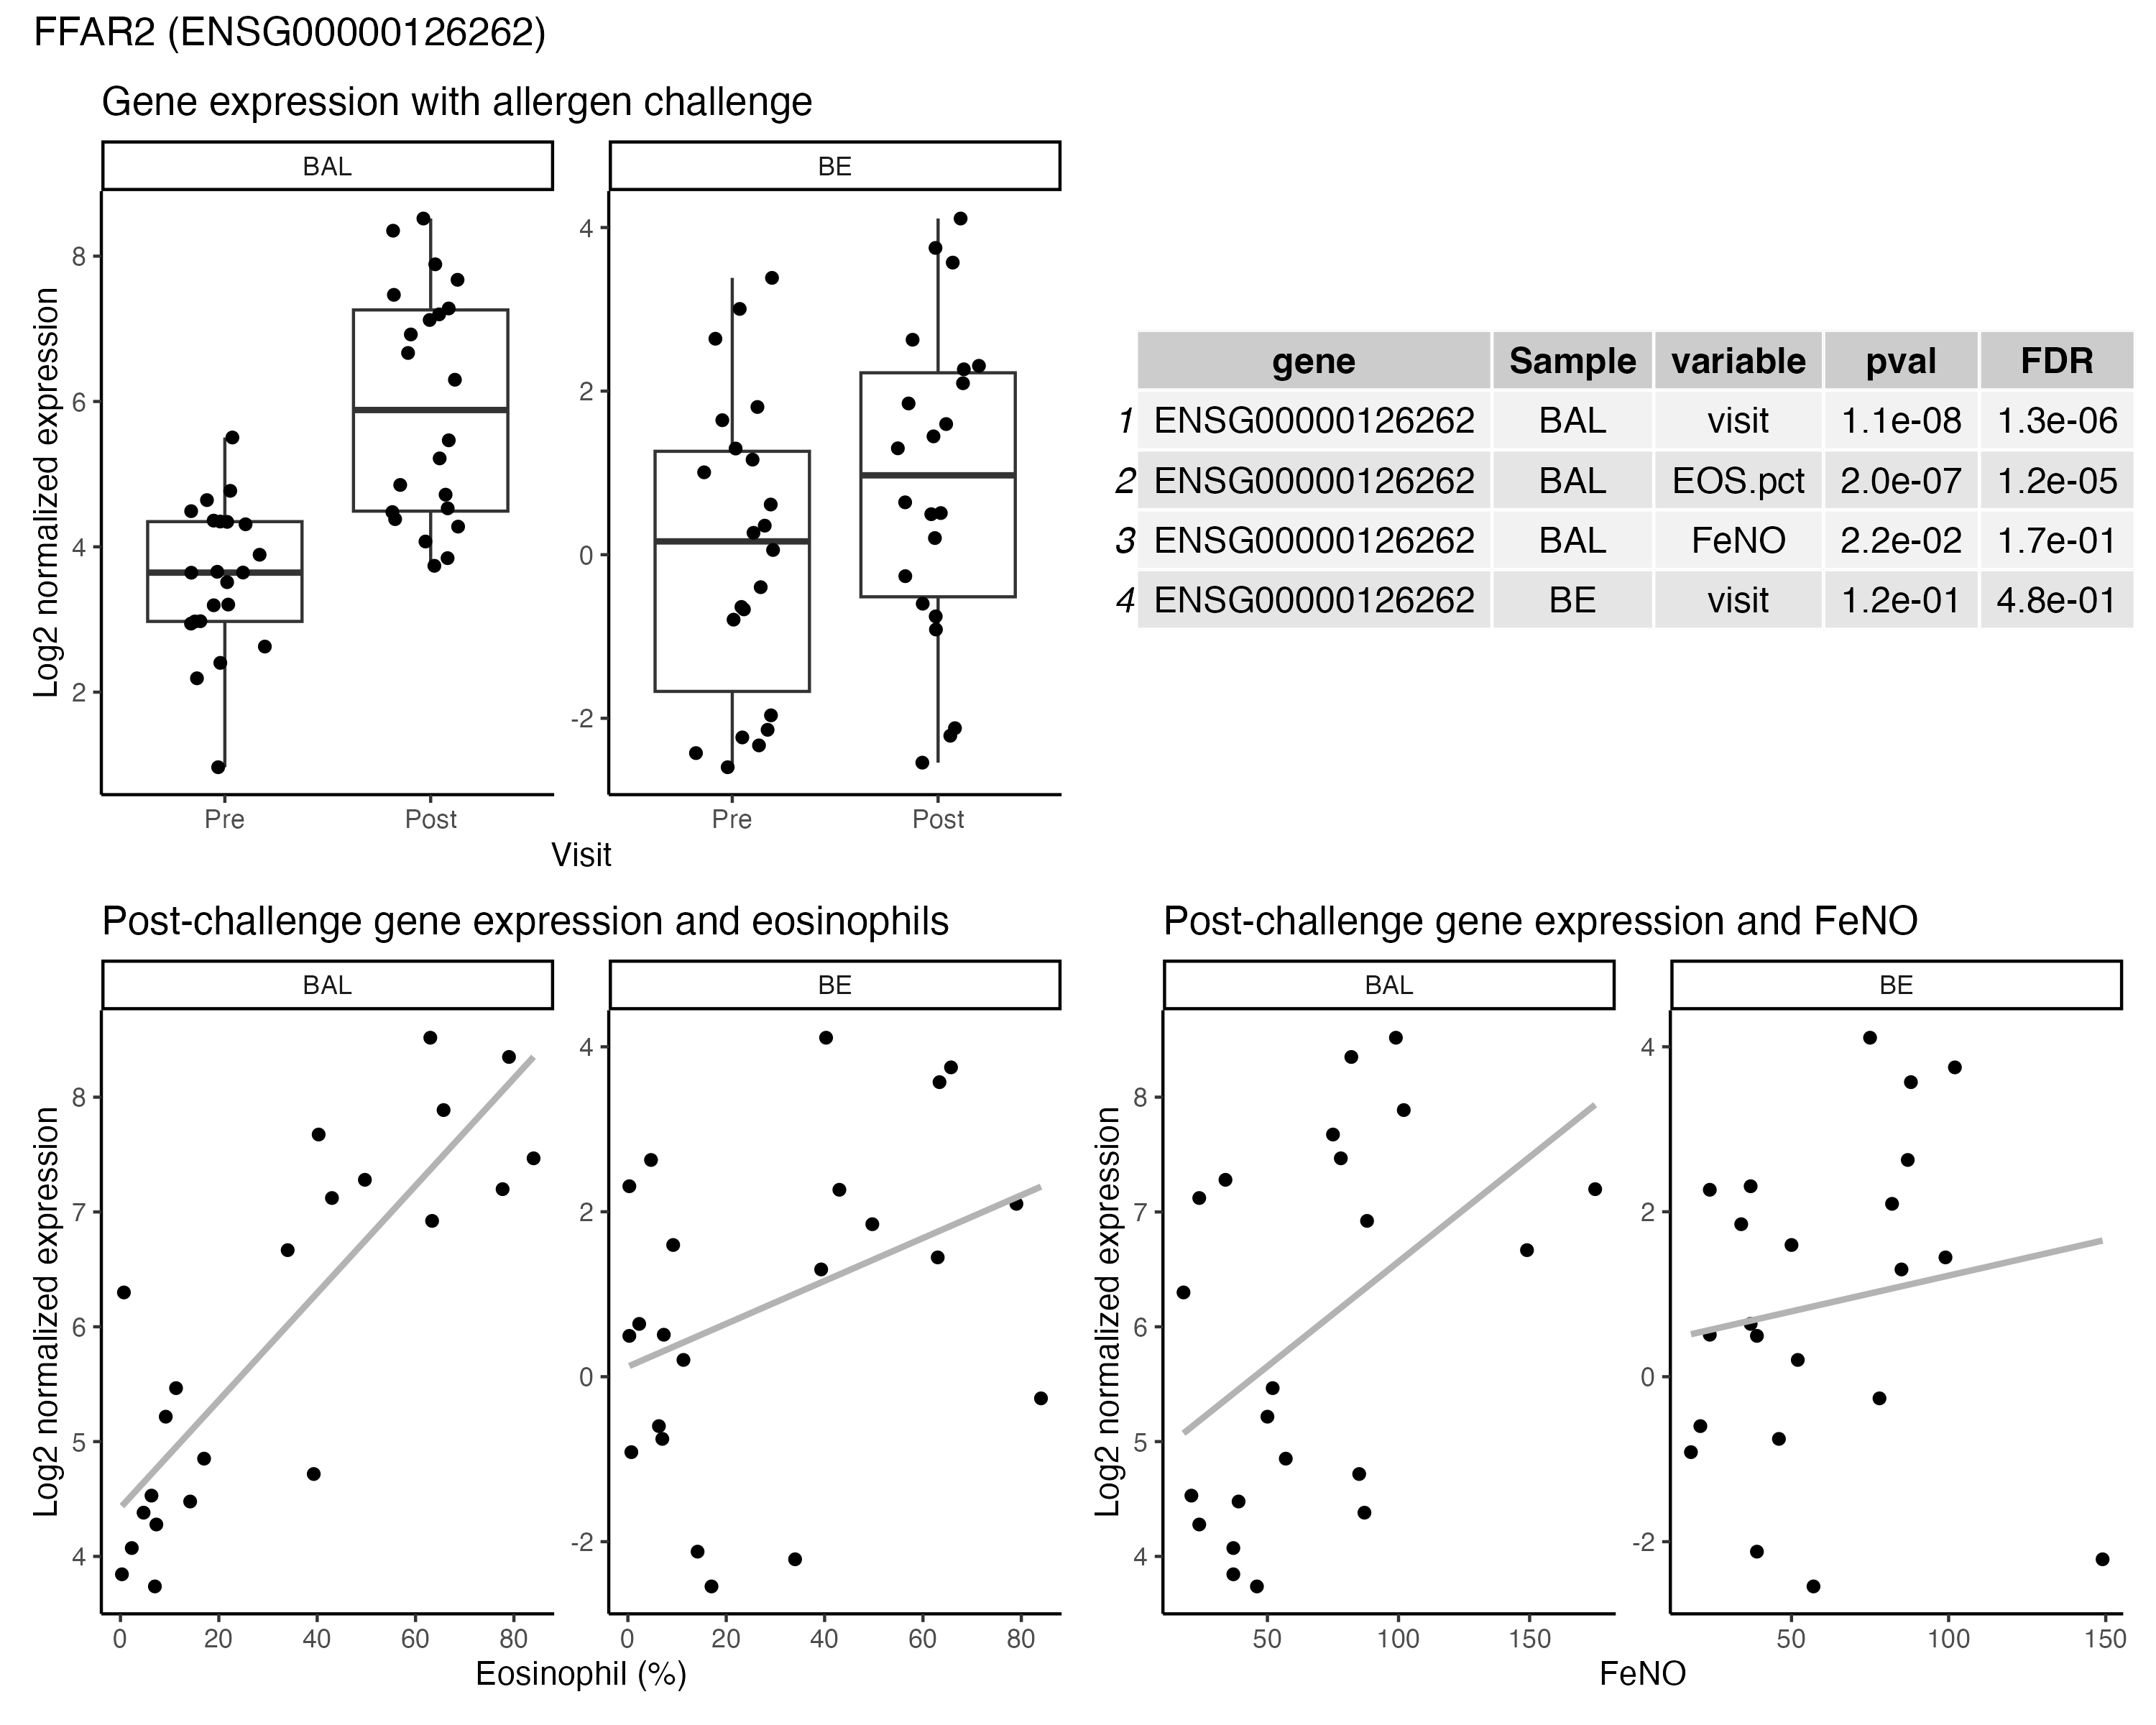 FFAR2 (ENSG00000126262)
Gene expression with allergen challenge
BAL
BE
Log2 normalized expression
8
6
4
2
4
2
0
-2
Pre
Post
Pre
Post
Visit
gene Sample variable pval FDR
1 ENSG00000126262 BAL visit 1.1e-08 1.3e-06
2 ENSG00000126262 BAL EOS.pct 2.0e-07 1.2e-05
3 ENSG00000126262 BAL FeNO 2.2e-02 1.7e-01
4 ENSG00000126262 BE visit 1.2e-01 4.8e-01
Post-challenge gene expression and eosinophils
BAL
BE
Log2 normalized expression
8
7
6
5
4
4
2
0
-2
0 20 40 60 80
0 20 40 60 80
Eosinophil (%)
Post-challenge gene expression and FeNO
BAL
BE
Log2 normalized expression
8
7
6
5
4
4
2
0
-2
50 100 150
50 100 150
FeNO